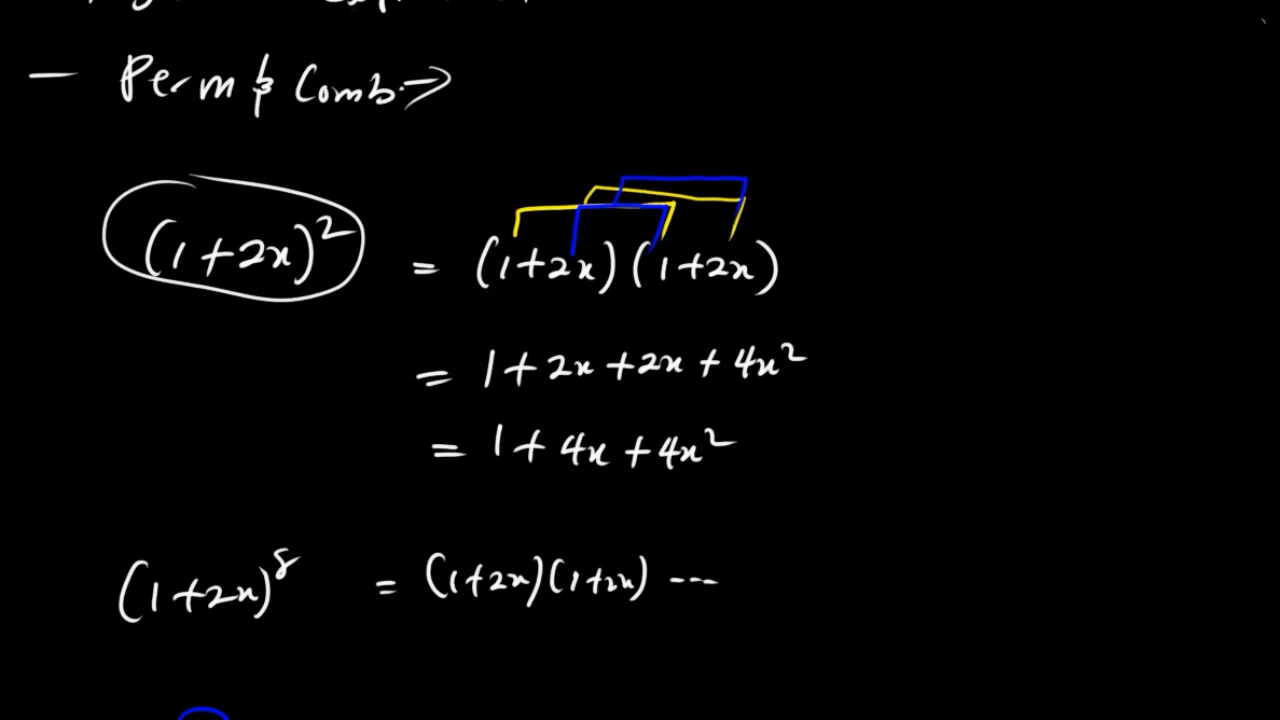 — Perm & Comb. →
(1+2x)² = (1+2x)(1+2x)
= 1+2x+2x+4x²
= 1+4x+4x²
(1+2x)⁸ = (1+2x)(1+2x) ---